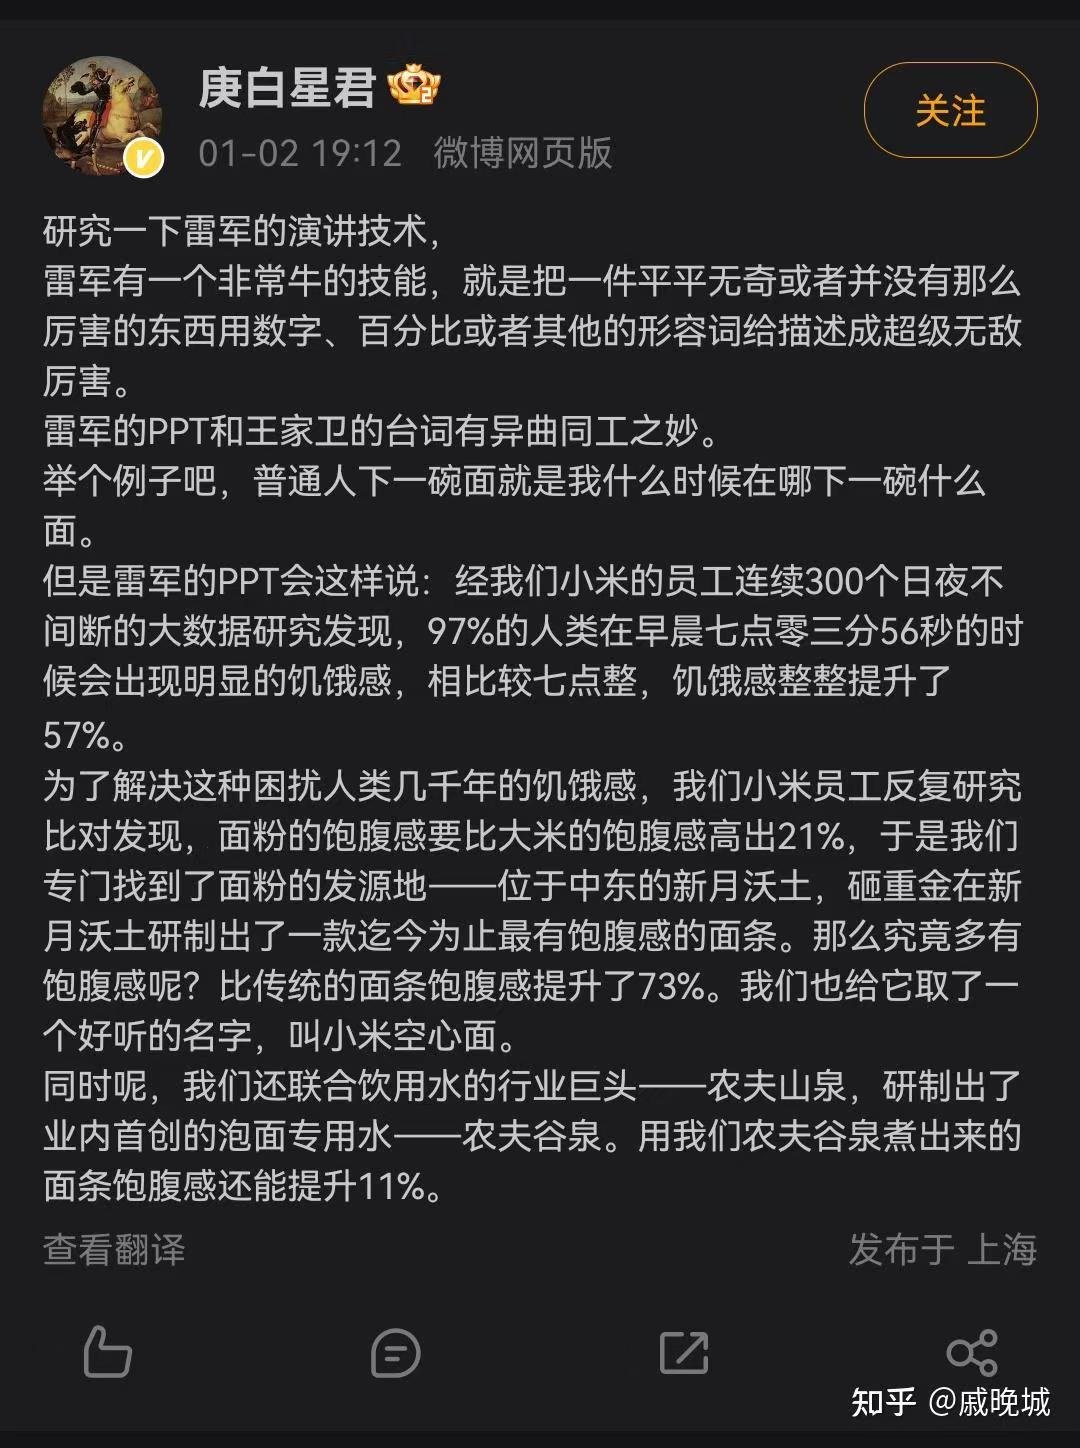 庚白星君
2
关注
01-02 19:12 微博网页版
研究一下雷军的演讲技术，
雷军有一个非常牛的技能，就是把一件平平无奇或者并没有那么
厉害的东西用数字、百分比或者其他的形容词给描述成超级无敌
厉害。
雷军的PPT和王家卫的台词有异曲同工之妙。
举个例子吧，普通人下一碗面就是我什么时候在哪下一碗什么
面。
但是雷军的PPT会这样说：经我们小米的员工连续300个日夜不
间断的大数据研究发现，97%的人类在早晨七点零三分56秒的时
候会出现明显的饥饿感，相比较七点整，饥饿感整整提升了
57%。
为了解决这种困扰人类几千年的饥饿感，我们小米员工反复研究
比对发现，面粉的饱腹感要比大米的饱腹感高出21%，于是我们
专门找到了面粉的发源地——位于中东的新月沃土，砸重金在新
月沃土研制出了一款迄今为止最有饱腹感的面条。那么究竟多有
饱腹感呢？比传统的面条饱腹感提升了73%。我们也给它取了一
个好听的名字，叫小米空心面。
同时呢，我们还联合饮用水的行业巨头——农夫山泉，研制出了
业内首创的泡面专用水——农夫谷泉。用我们农夫谷泉煮出来的
面条饱腹感还能提升11%。
查看翻译 发布于 上海
知乎 @戚晚城